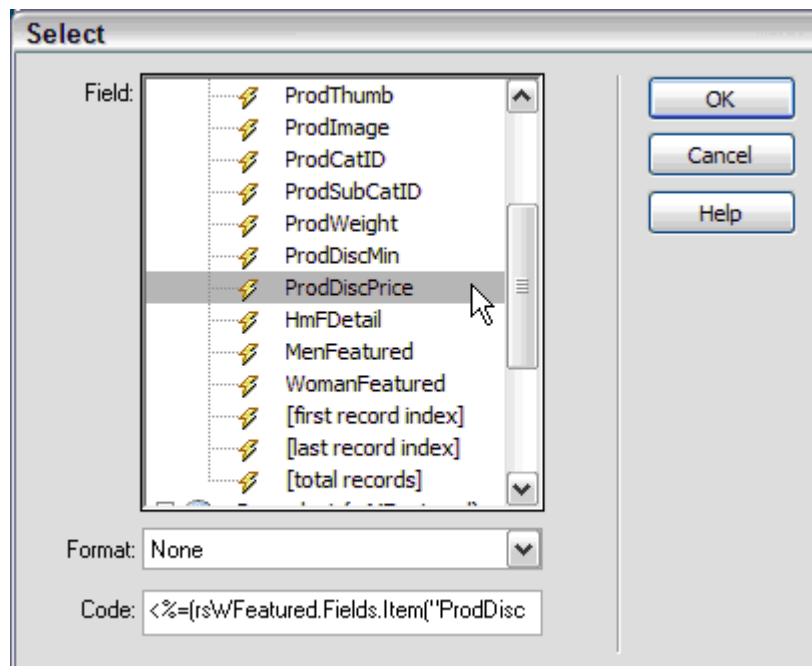 Select
Field:
ProdThumb
ProdImage
ProdCatID
ProdSubCatID
ProdWeight
ProdDiscMin
ProdDiscPrice
HmFDetail
MenFeatured
WomanFeatured
[first record index]
[last record index]
[total records]
Format: None
Code: <%=(rsWFeatured.Fields.Item("ProdDisc
OK
Cancel
Help